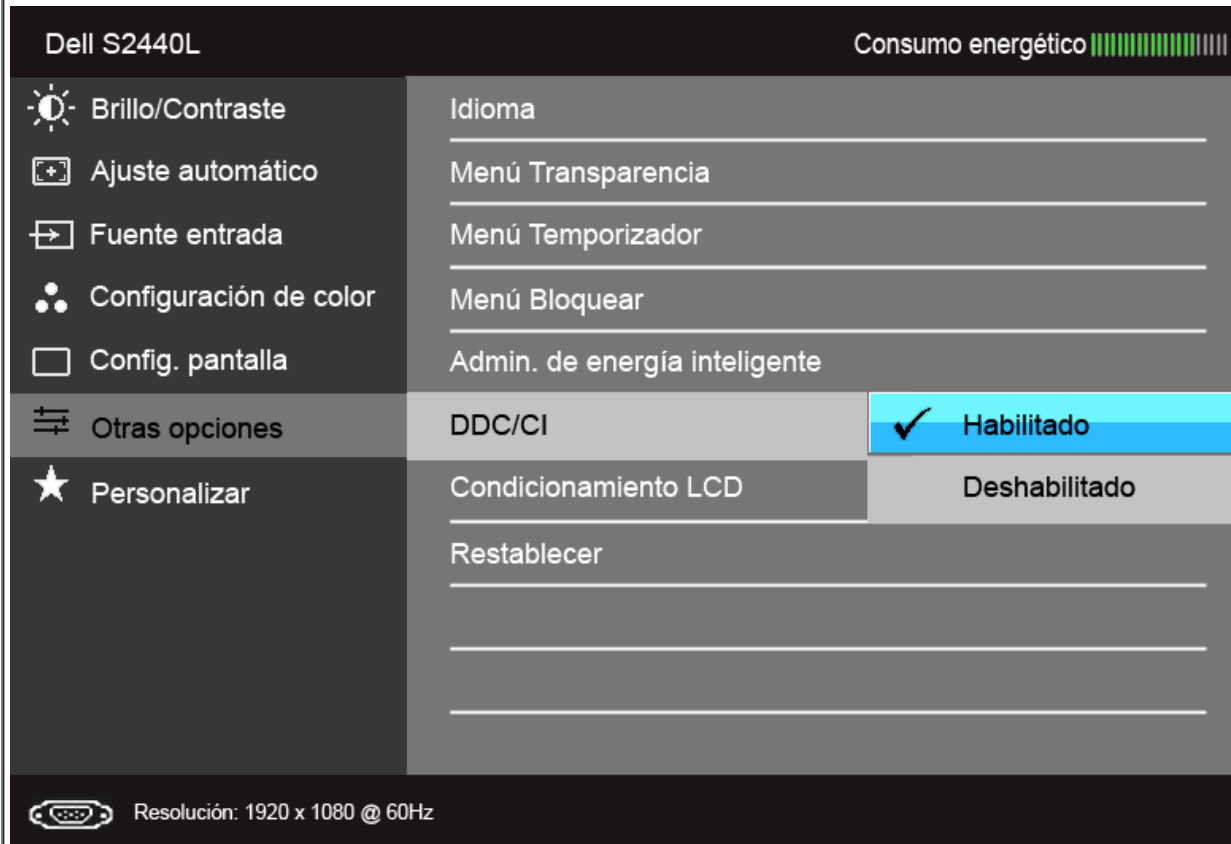 Dell S2440L
Consumo energético
Brillo/Contraste
Ajuste automático
Fuente entrada
Configuración de color
Config. pantalla
Otras opciones
Personalizar
Idioma
Menú Transparencia
Menú Temporizador
Menú Bloquear
Admin. de energía inteligente
DDC/CI
Habilitado
Deshabilitado
Condicionamiento LCD
Restablecer
Resolución: 1920 x 1080 @ 60Hz